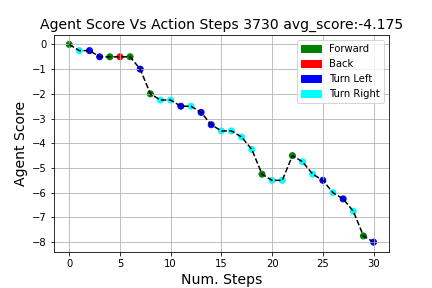 Agent Score Vs Action Steps 3730 avg_score:-4.175
Agent Score
0
−1
−2
−3
−4
−5
−6
−7
−8
Forward
Back
Turn Left
Turn Right
0
5
10
15
20
25
30
Num. Steps